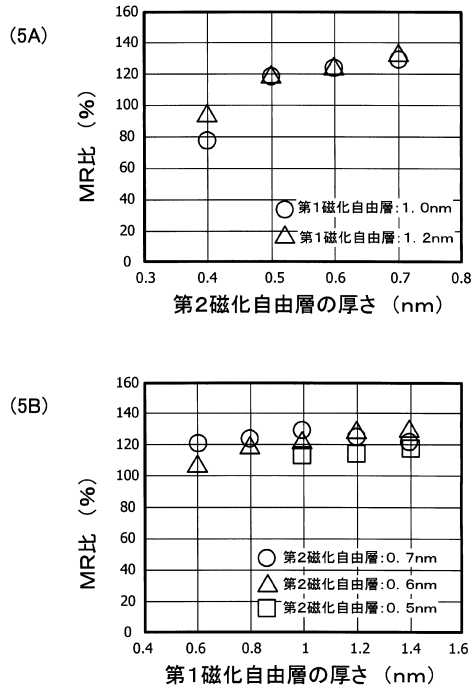 (5A)
160
140
120
100
80
60
40
20
0
MR比 (%)
○ 第1磁化自由層:1.0nm
△ 第1磁化自由層:1.2nm
0.3 0.4 0.5 0.6 0.7 0.8
第2磁化自由層の厚さ (nm)
(5B)
160
140
120
100
80
60
40
20
0
MR比 (%)
○ 第2磁化自由層:0.7nm
△ 第2磁化自由層:0.6nm
□ 第2磁化自由層:0.5nm
0.4 0.6 0.8 1 1.2 1.4 1.6
第1磁化自由層の厚さ (nm)